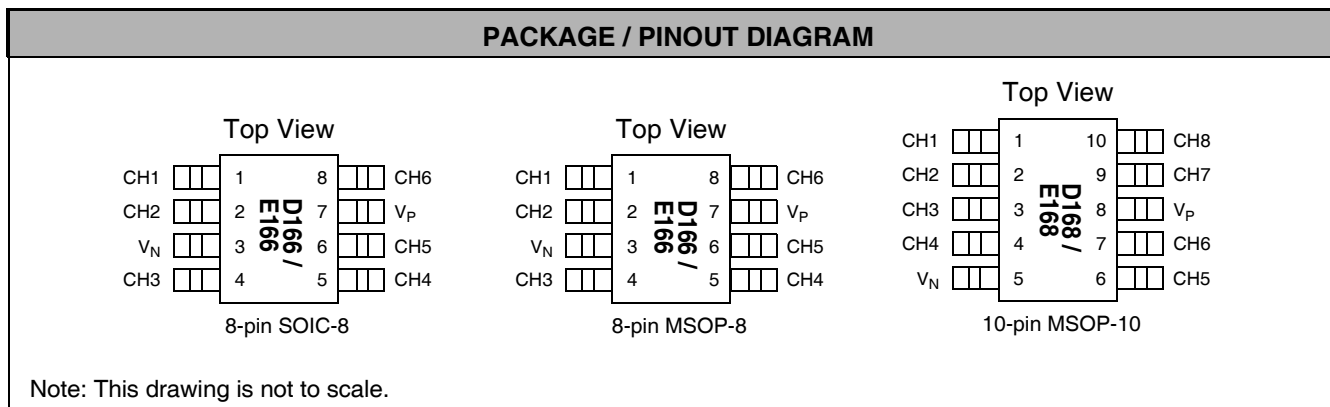 PACKAGE / PINOUT DIAGRAM
Top View
CH1 1 8 CH6
CH2 2 7 VP
VN 3 6 CH5
CH3 4 5 CH4
D166 /
E166
8-pin SOIC-8
Top View
CH1 1 8 CH6
CH2 2 7 VP
VN 3 6 CH5
CH3 4 5 CH4
D166 /
E166
8-pin MSOP-8
Top View
CH1 1 10 CH8
CH2 2 9 CH7
CH3 3 8 VP
CH4 4 7 CH6
VN 5 6 CH5
D168 /
E168
10-pin MSOP-10
Note: This drawing is not to scale.